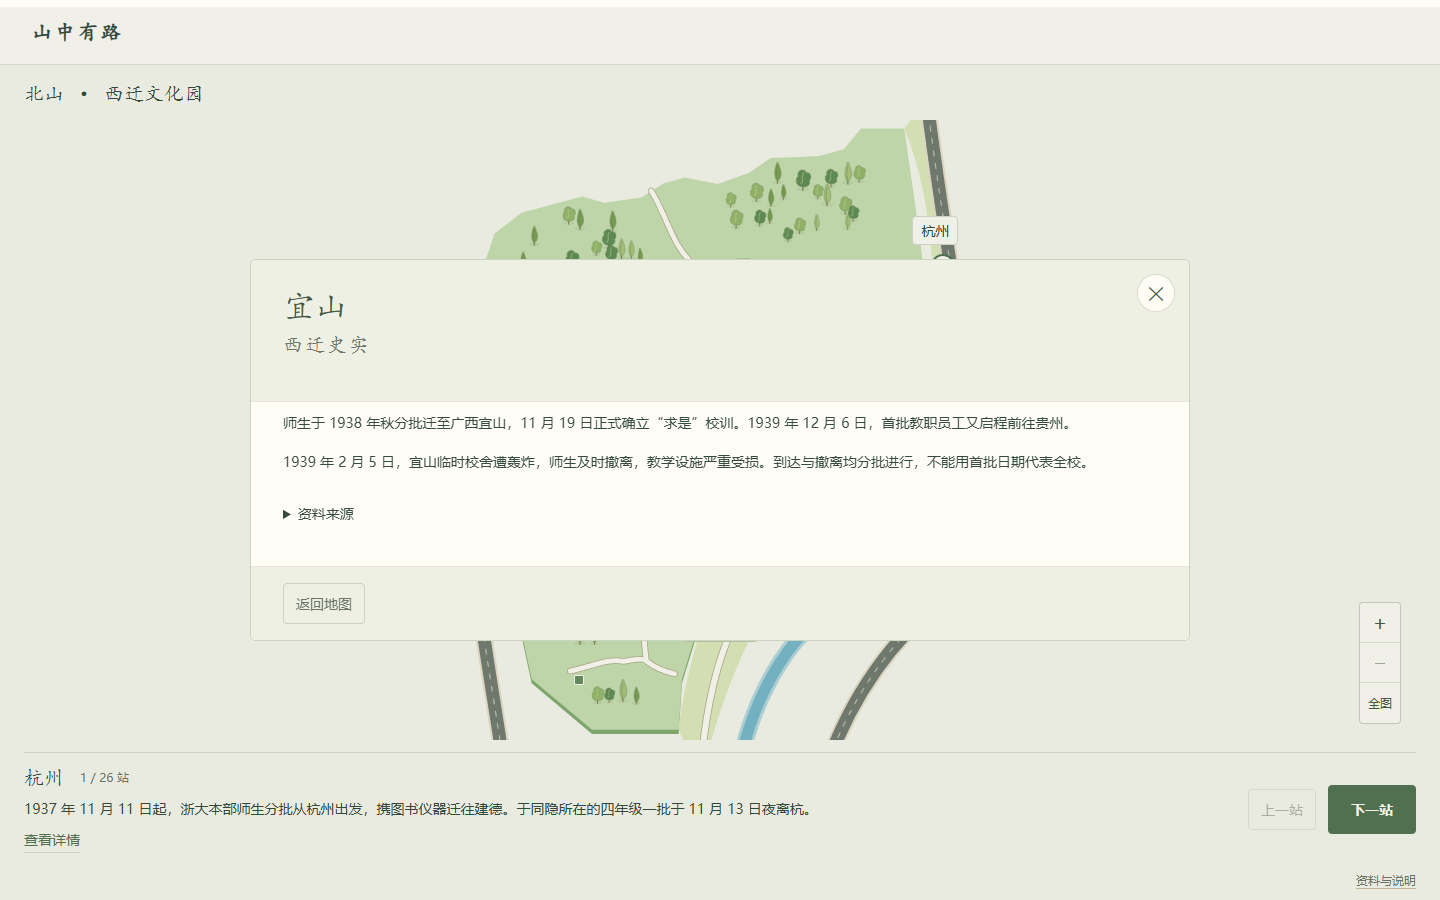 山中有路
北山 • 西迁文化园
杭州
宜山
西迁史实
师生于 1938 年秋分批迁至广西宜山，11 月 19 日正式确立“求是”校训。1939 年 12 月 6 日，首批教职员工又启程前往贵州。
1939 年 2 月 5 日，宜山临时校舍遭轰炸，师生及时撤离，教学设施严重受损。到达与撤离均分批进行，不能用首批日期代表全校。
▶ 资料来源
返回地图
+
−
全图
杭州 1 / 26 站
1937 年 11 月 11 日起，浙大本部师生分批从杭州出发，携图书仪器迁往建德。于同隐所在的四年级一批于 11 月 13 日夜离杭。
查看详情
上一站
下一站
资料与说明